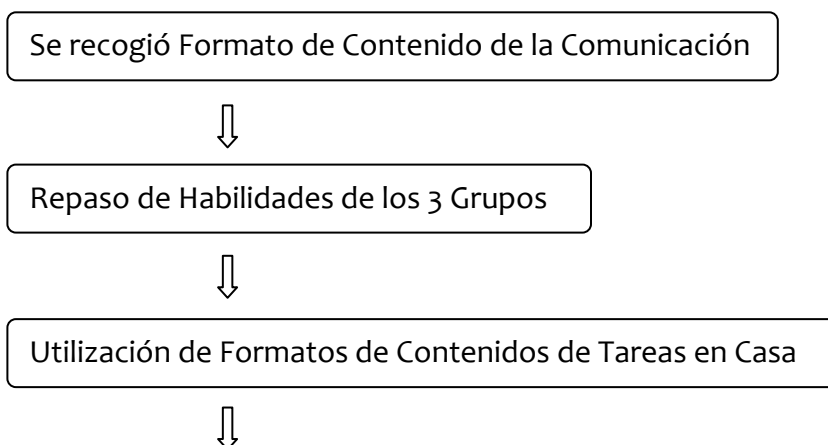 Se recogió Formato de Contenido de la Comunicación
Repaso de Habilidades de los 3 Grupos
Utilización de Formatos de Contenidos de Tareas en Casa